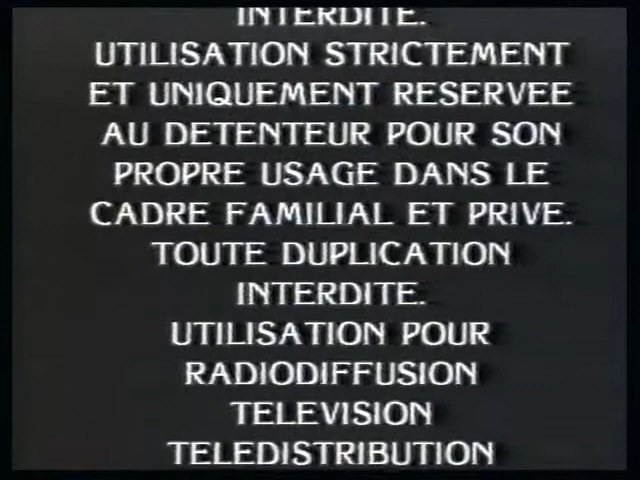 INTERDITE.
UTILISATION STRICTEMENT
ET UNIQUEMENT RESERVEE
AU DETENTEUR POUR SON
PROPRE USAGE DANS LE
CADRE FAMILIAL ET PRIVE.
TOUTE DUPLICATION
INTERDITE.
UTILISATION POUR
RADIODIFFUSION
TELEVISION
TELEDISTRIBUTION